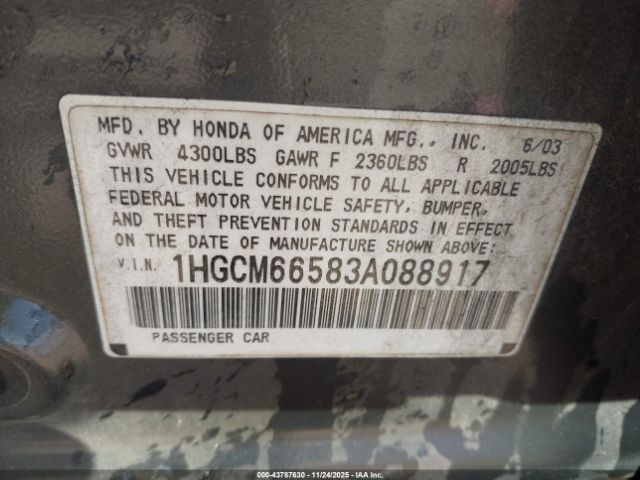 MFD. BY HONDA OF AMERICA MFG., INC. 6/03
GVWR 4300LBS GAWR F 2360LBS R 2005LBS
THIS VEHICLE CONFORMS TO ALL APPLICABLE
FEDERAL MOTOR VEHICLE SAFETY, BUMPER,
AND THEFT PREVENTION STANDARDS IN EFFECT
ON THE DATE OF MANUFACTURE SHOWN ABOVE:
V.I.N. 1HGCM66583A088917
PASSENGER CAR
000-43787630 - 11/24/2025 - IAA Inc.